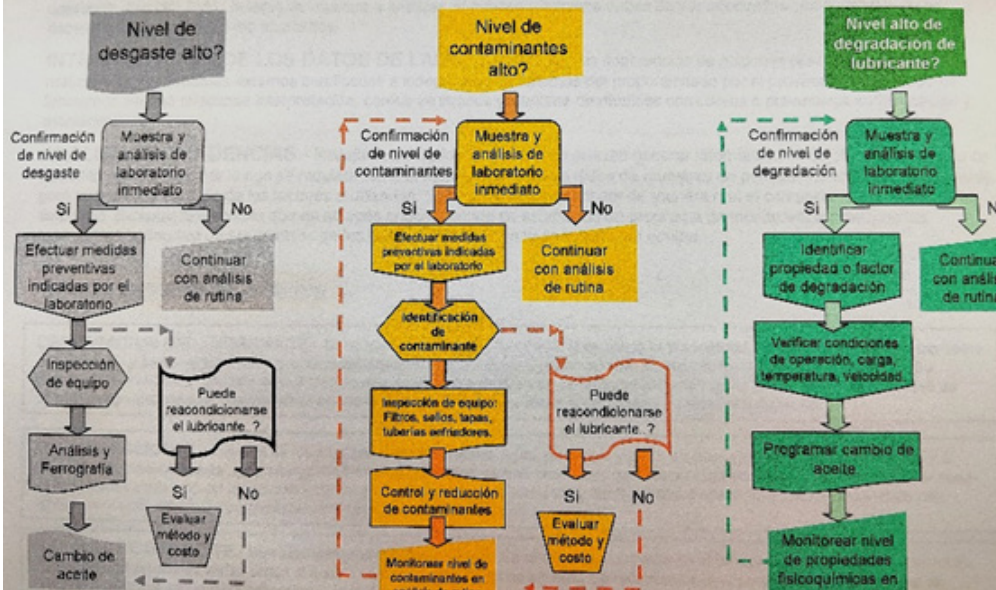 Nivel de
desgaste alto?
Confirmación
de nivel de
desgaste
Muestra y
análisis de
laboratorio
inmediato
Si
No
Efectuar medidas
preventivas
indicadas por el
laboratorio
Continuar
con análisis
de rutina
Inspección
de equipo
Puede
reacondicionarse
el lubricante..?
Análisis y
Ferrografía
Si
No
Evaluar
método y
costo
Cambio de
aceite
Nivel de
contaminantes
alto?
Confirmación
de nivel de
contaminantes
Muestra y
análisis de
laboratorio
inmediato
Si
No
Efectuar medidas
preventivas indicadas
por el laboratorio
Continuar
con análisis
de rutina
Identificación
de
contaminante
Puede
reacondicionarse
el lubricante..?
Inspección de equipo:
Filtros, sellos, tapas,
tuberías enfriadores.
Si
No
Control y reducción
de contaminantes
Evaluar
método y
costo
Monitorear nivel de
contaminantes en
Nivel alto de
degradación de
lubricante?
Confirmación
de nivel de
degradación
Muestra y
análisis de
laboratorio
inmediato
Si
N
Identificar
propiedad o factor
de degradación
Continua
con anális
de rutina
Verificar condiciones
de operación, carga,
temperatura, velocidad.
Programar cambio de
aceite
Monitorear nivel
de propiedades
fisicoquímicas en